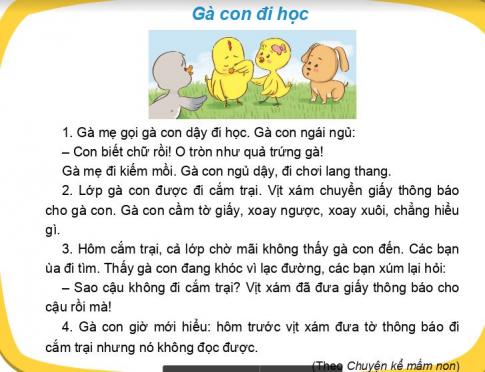 Gà con đi học
1. Gà mẹ gọi gà con dậy đi học. Gà con ngái ngủ:
– Con biết chữ rồi! O tròn như quả trứng gà!
Gà mẹ đi kiếm mồi. Gà con ngủ dậy, đi chơi lang thang.
2. Lớp gà con được đi cắm trại. Vịt xám chuyển giấy thông báo
cho gà con. Gà con cầm tờ giấy, xoay ngược, xoay xuôi, chẳng hiểu
gì.
3. Hôm cắm trại, cả lớp chờ mãi không thấy gà con đến. Các bạn
ùa đi tìm. Thấy gà con đang khóc vì lạc đường, các bạn xúm lại hỏi:
– Sao cậu không đi cắm trại? Vịt xám đã đưa giấy thông báo cho
cậu rồi mà!
4. Gà con giờ mới hiểu: hôm trước vịt xám đưa tờ thông báo đi
cắm trại nhưng nó không đọc được.
(Theo Chuyện kể mầm non)